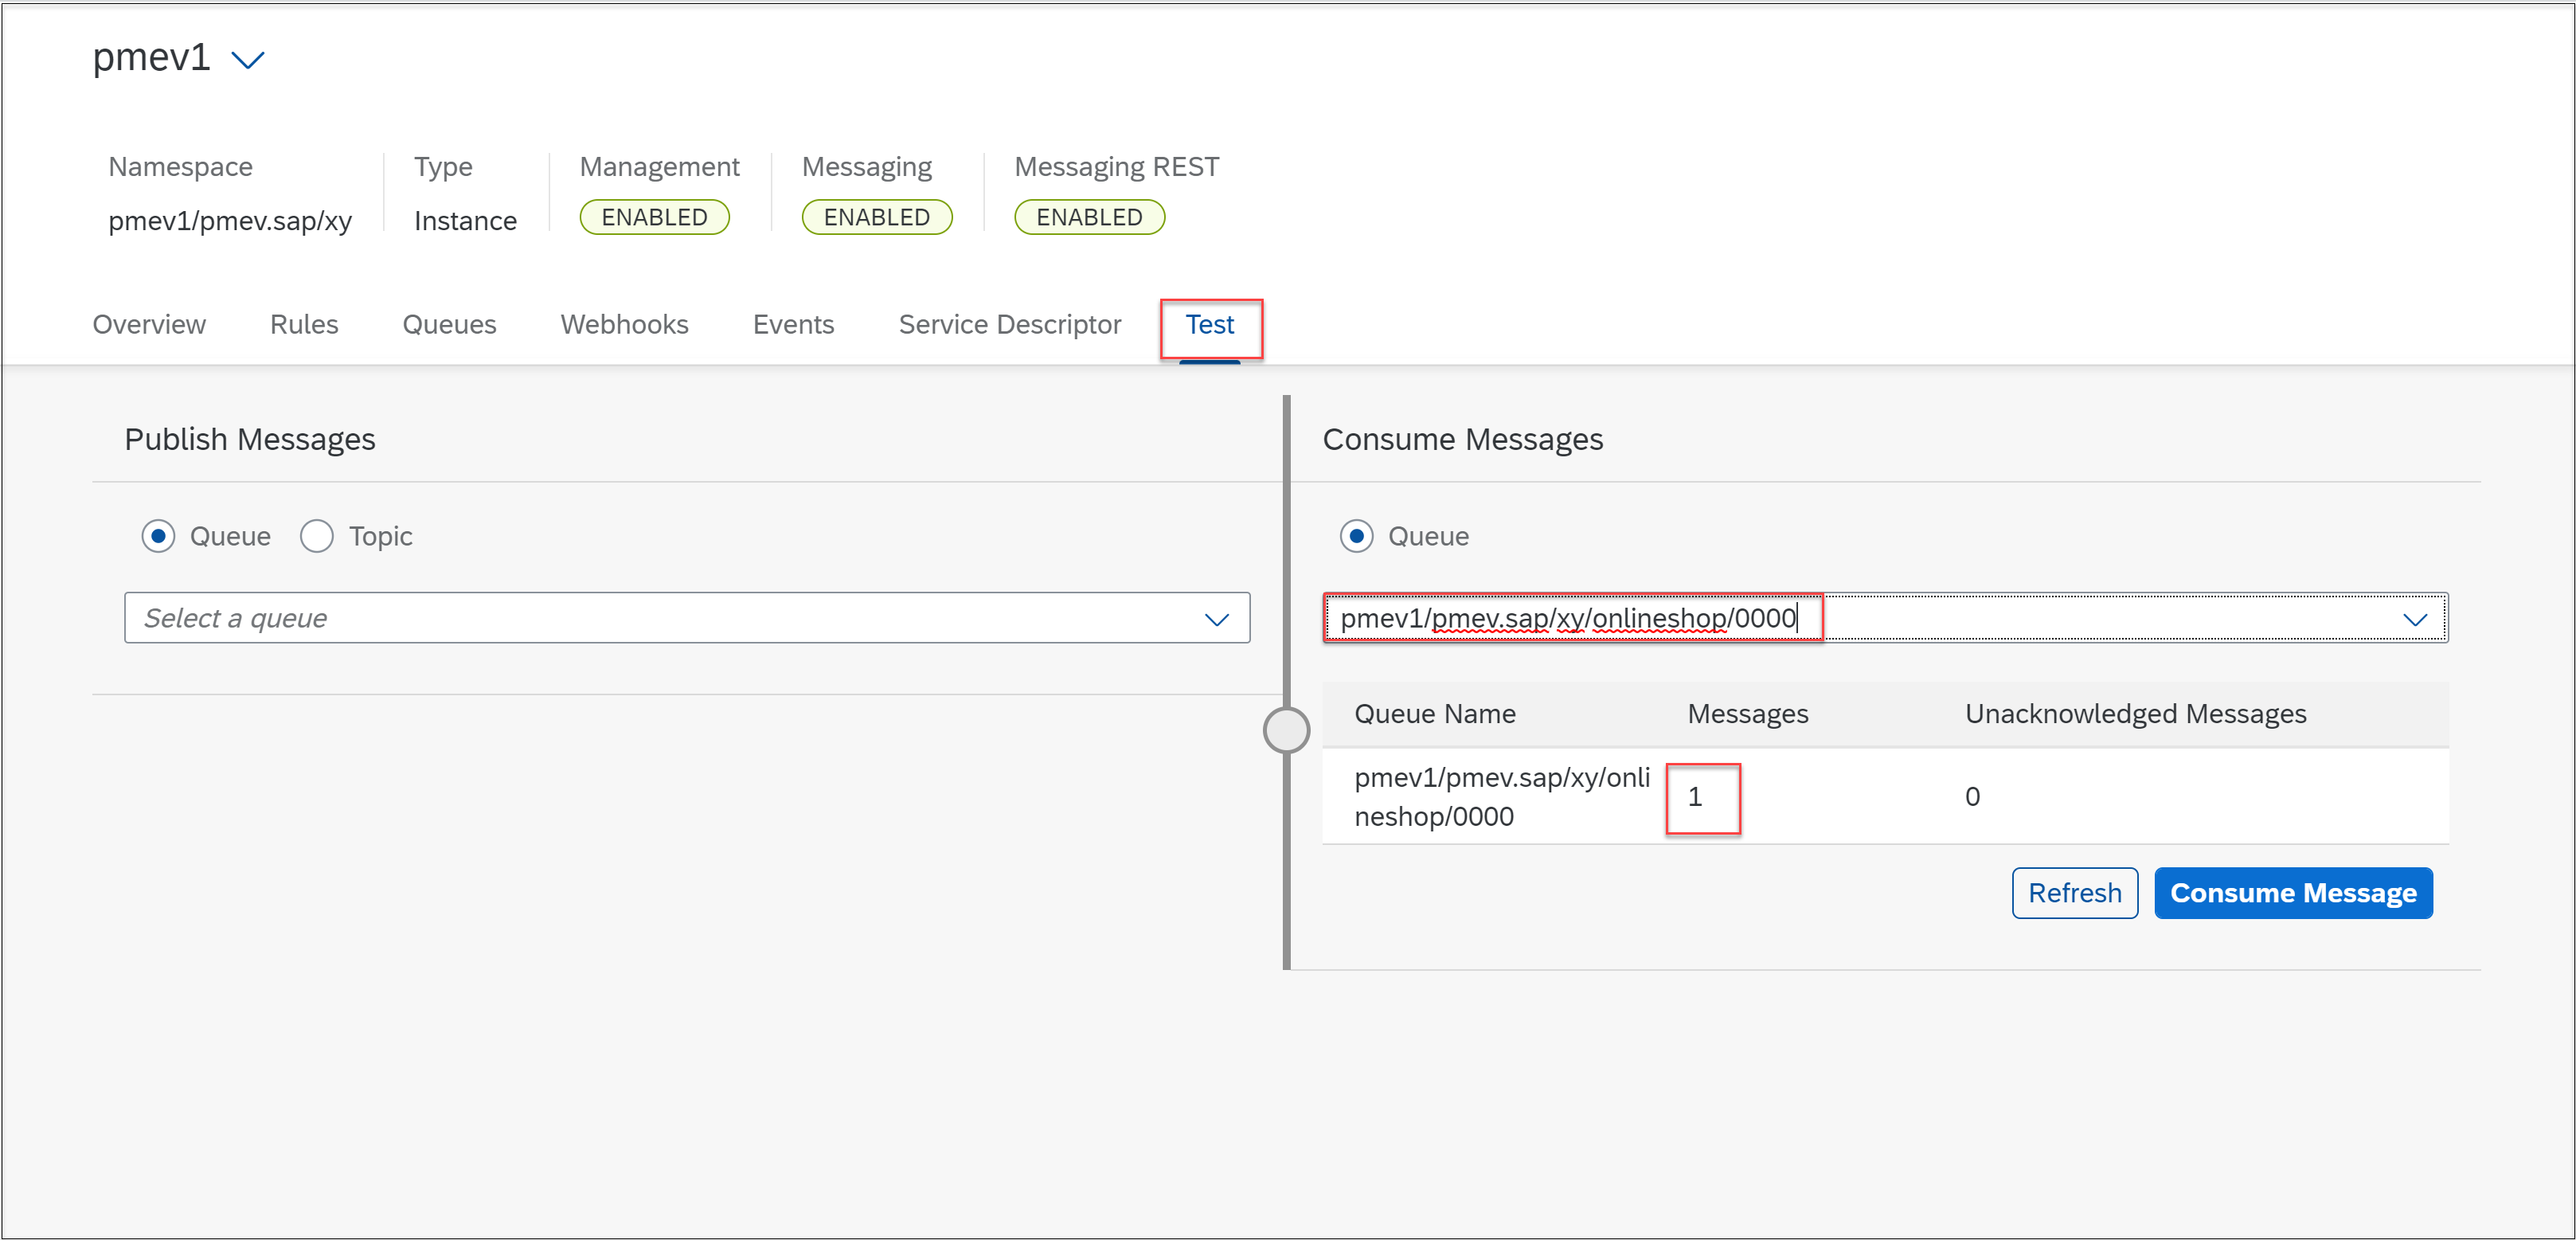 pmev1
Namespace
Type
Management
Messaging
Messaging REST
pmev1/pmev.sap/xy
Instance
ENABLED
ENABLED
ENABLED
Overview
Rules
Queues
Webhooks
Events
Service Descriptor
Test
Publish Messages
Queue
Topic
Select a queue
Consume Messages
Queue
pmev1/pmev.sap/xy/onlineshop/0000
Queue Name
Messages
Unacknowledged Messages
pmev1/pmev.sap/xy/onli
neshop/0000
1
0
Refresh
Consume Message